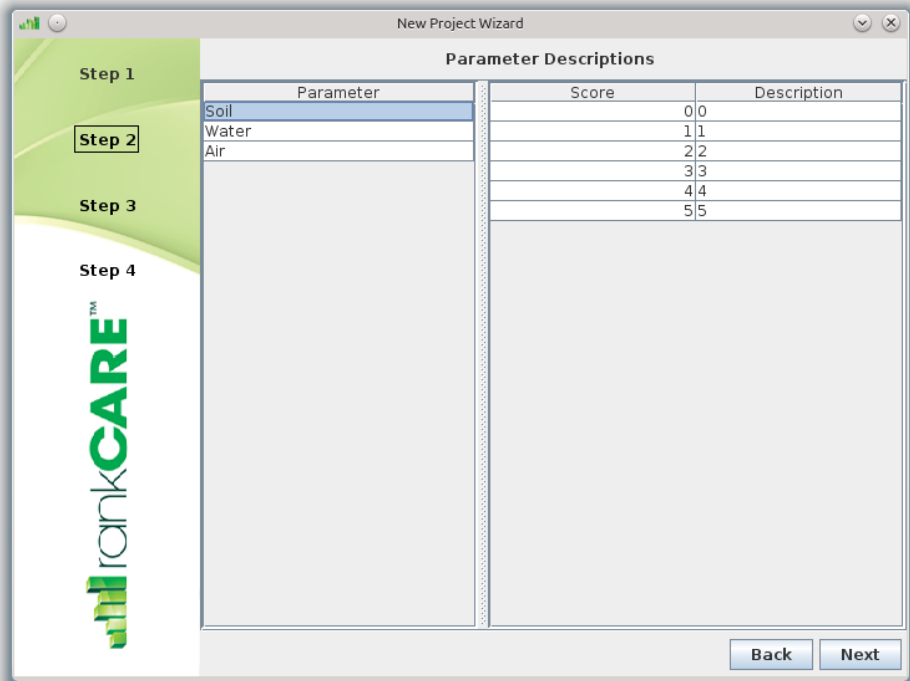 New Project Wizard
Step 1
Step 2
Step 3
Step 4
rankCARE™
Parameter Descriptions
Parameter
Soil
Water
Air
Score Description
0 0
1 1
2 2
3 3
4 4
5 5
Back Next